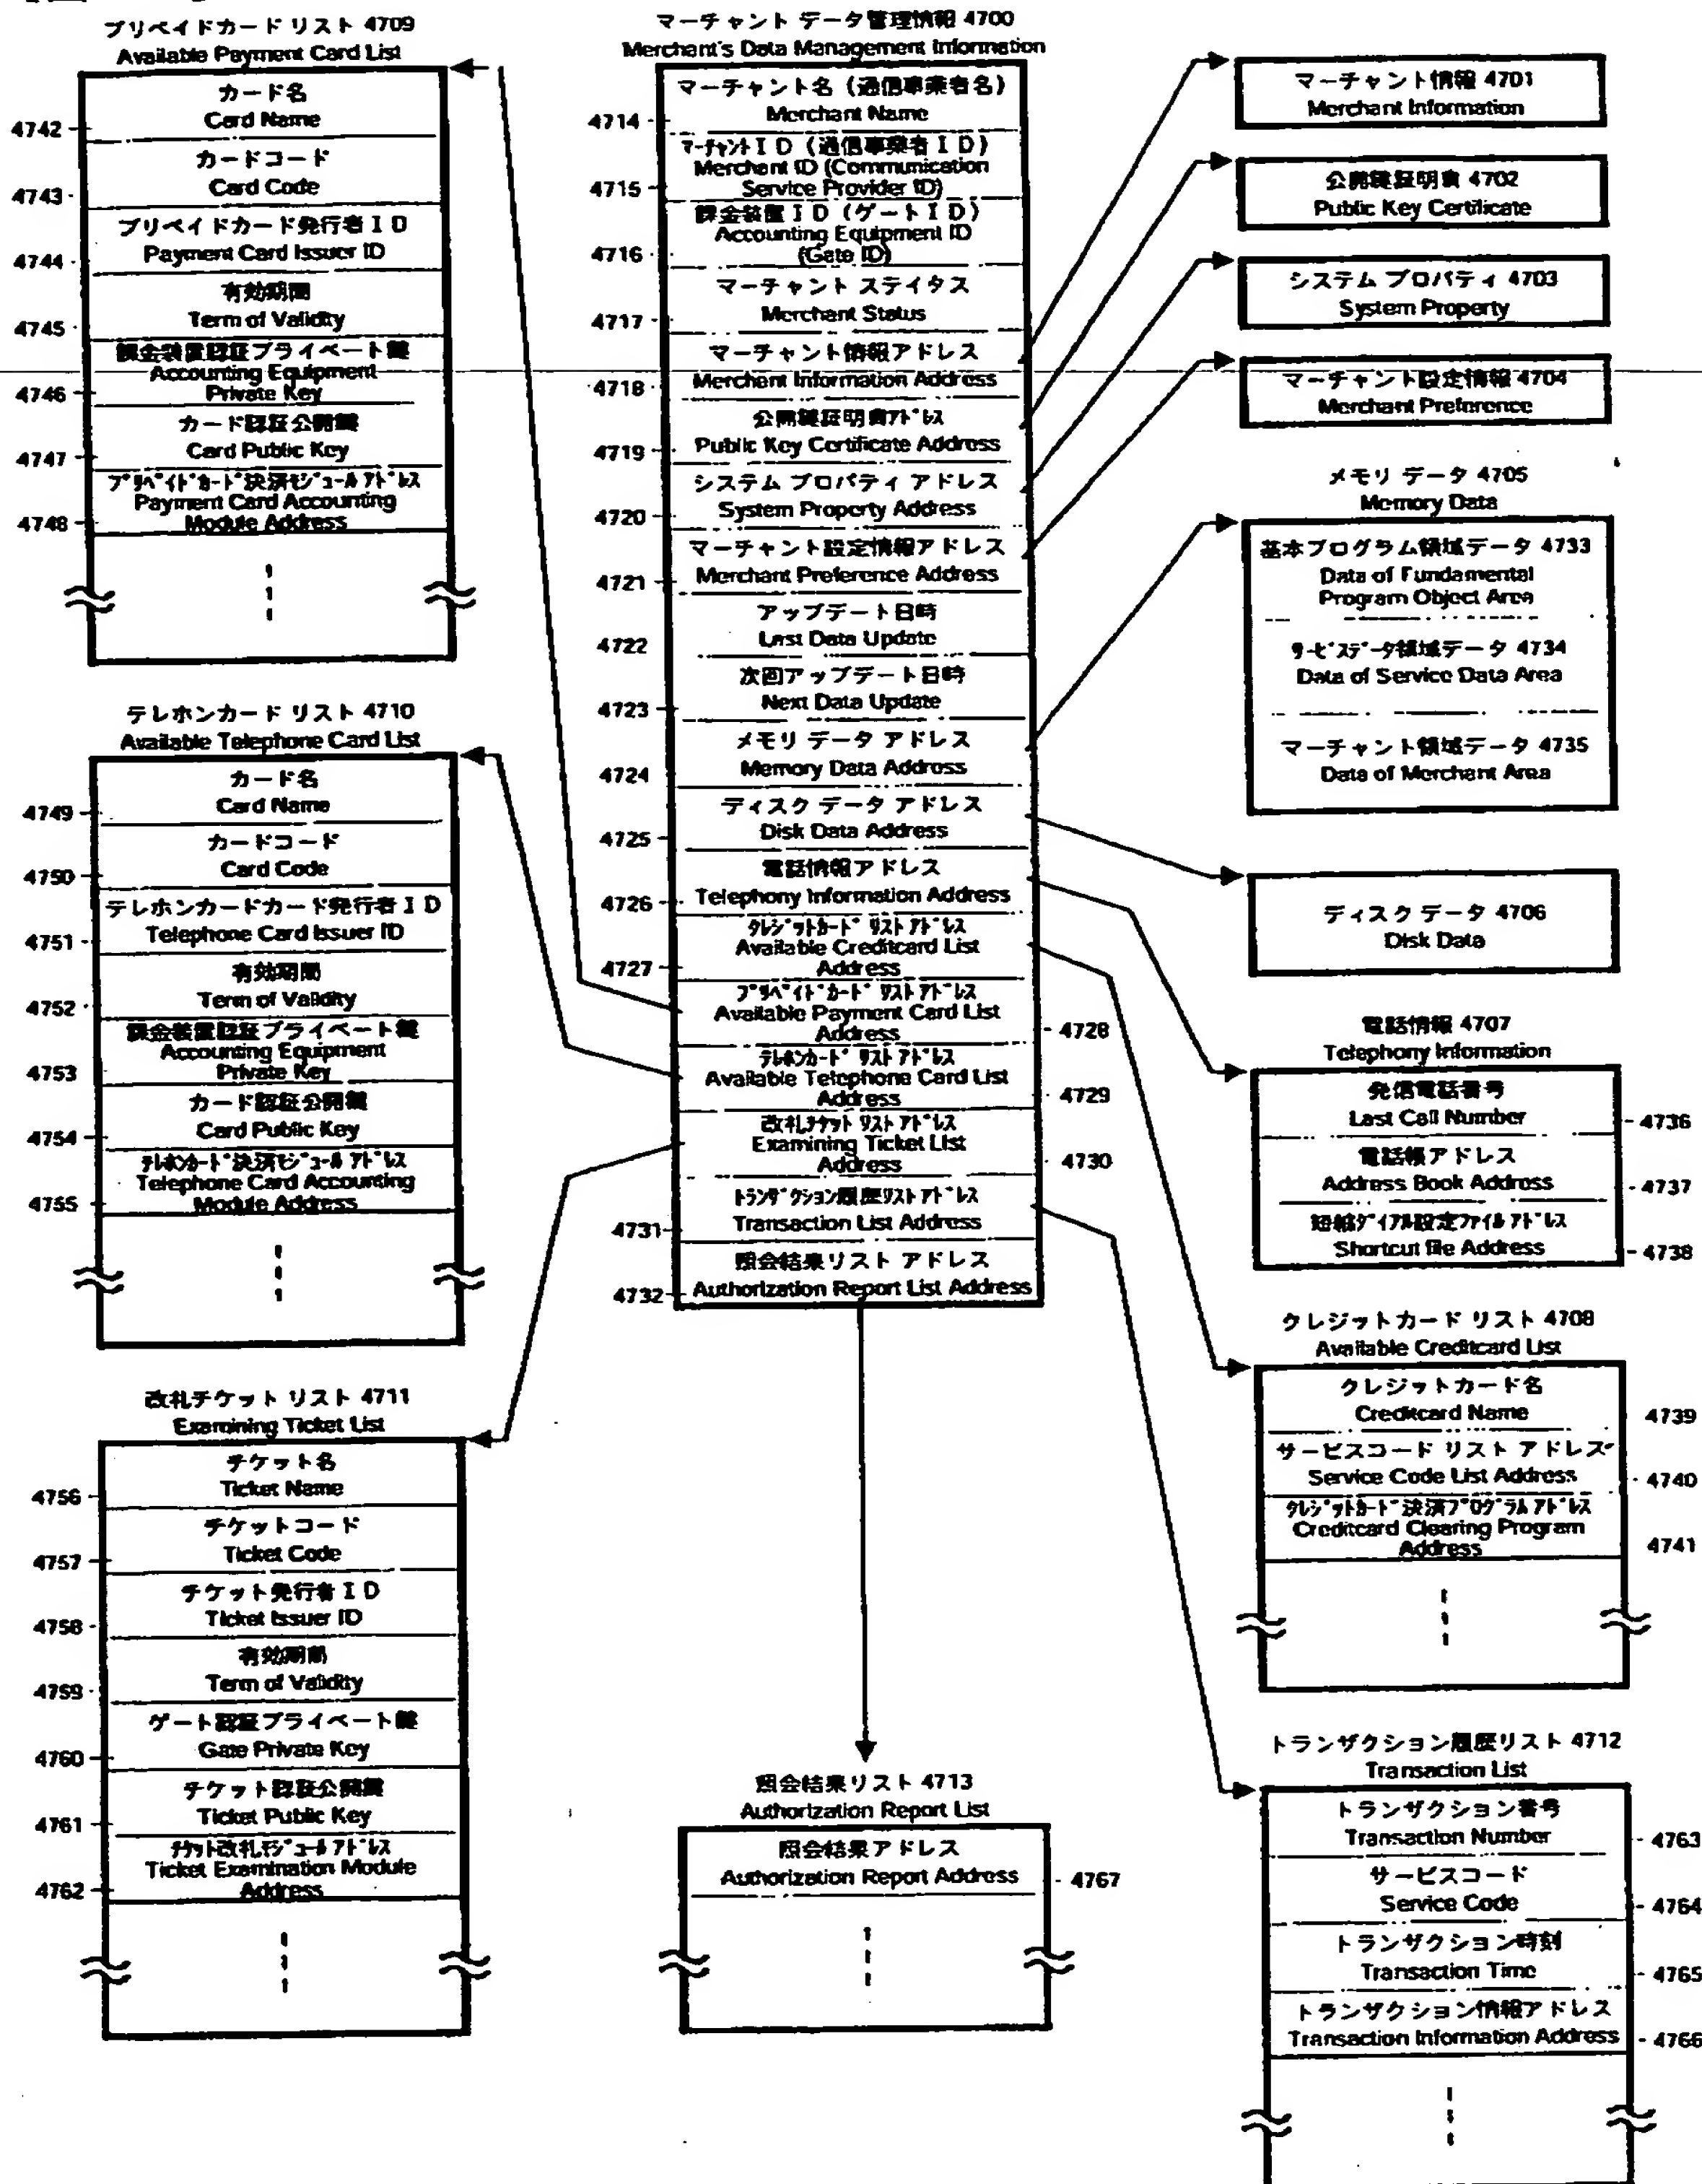 プリペイドカード リスト 4709
Available Payment Card List
カード名
Card Name
4742
カードコード
Card Code
4743
プリペイドカード発行者ID
Payment Card Issuer ID
4744
有効期間
Term of Validity
4745
課金装置認証プライベート鍵
Accounting Equipment
Private Key
4746
カード認証公開鍵
Card Public Key
4747
プリペイドカード決済モジュールアドレス
Payment Card Accounting
Module Address
4748
テレホンカード リスト 4710
Available Telephone Card List
カード名
Card Name
4749
カードコード
Card Code
4750
テレホンカードカード発行者ID
Telephone Card Issuer ID
4751
有効期間
Term of Validity
4752
課金装置認証プライベート鍵
Accounting Equipment
Private Key
4753
カード認証公開鍵
Card Public Key
4754
テレホンカード決済モジュールアドレス
Telephone Card Accounting
Module Address
4755
改札チケット リスト 4711
Examining Ticket List
チケット名
Ticket Name
4756
チケットコード
Ticket Code
4757
チケット発行者ID
Ticket Issuer ID
4758
有効期間
Term of Validity
4759
ゲート認証プライベート鍵
Gate Private Key
4760
チケット認証公開鍵
Ticket Public Key
4761
チケット改札モジュールアドレス
Ticket Examination Module
Address
4762
マーチャント データ管理情報 4700
Merchant's Data Management Information
マーチャント名(通信事業者名)
Merchant Name
4714
マーチャントID(通信事業者ID)
Merchant ID (Communication
Service Provider ID)
4715
課金装置ID(ゲートID)
Accounting Equipment ID
(Gate ID)
4716
マーチャント ステイタス
Merchant Status
4717
マーチャント情報アドレス
Merchant Information Address
4718
公開鍵証明書アドレス
Public Key Certificate Address
4719
システム プロパティ アドレス
System Property Address
4720
マーチャント設定情報アドレス
Merchant Preference Address
4721
アップデート日時
Last Data Update
4722
次回アップデート日時
Next Data Update
4723
メモリ データ アドレス
Memory Data Address
4724
ディスク データ アドレス
Disk Data Address
4725
電話情報アドレス
Telephony Information Address
4726
クレジットカード リスト アドレス
Available Creditcard List
Address
4727
プリペイドカード リスト アドレス
Available Payment Card List
Address
4728
テレホンカード リスト アドレス
Available Telephone Card List
Address
4729
改札チケット リスト アドレス
Examining Ticket List
Address
4730
トランザクション履歴リスト アドレス
Transaction List Address
4731
照会結果リスト アドレス
Authorization Report List Address
4732
照会結果リスト 4713
Authorization Report List
照会結果アドレス
Authorization Report Address
4767
マーチャント情報 4701
Merchant Information
公開鍵証明書 4702
Public Key Certificate
システム プロパティ 4703
System Property
マーチャント設定情報 4704
Merchant Preference
メモリ データ 4705
Memory Data
基本プログラム領域データ 4733
Data of Fundamental
Program Object Area
サービスデータ領域データ 4734
Data of Service Data Area
マーチャント領域データ 4735
Data of Merchant Area
ディスク データ 4706
Disk Data
電話情報 4707
Telephony Information
発信電話番号
Last Call Number
4736
電話帳アドレス
Address Book Address
4737
短縮ダイアル設定ファイルアドレス
Shortcut file Address
4738
クレジットカード リスト 4708
Available Creditcard List
クレジットカード名
Creditcard Name
4739
サービスコード リスト アドレス
Service Code List Address
4740
クレジットカード決済プログラムアドレス
Creditcard Clearing Program
Address
4741
トランザクション履歴リスト 4712
Transaction List
トランザクション番号
Transaction Number
4763
サービスコード
Service Code
4764
トランザクション時刻
Transaction Time
4765
トランザクション情報アドレス
Transaction Information Address
4766